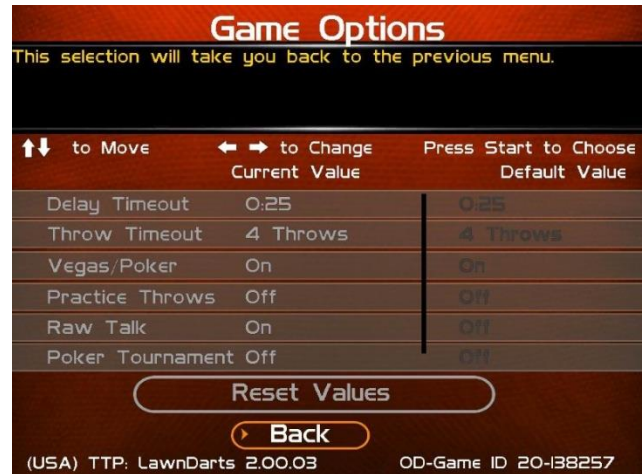 Game Options
This selection will take you back to the previous menu.
↑↓ to Move ← → to Change Press Start to Choose
Current Value Default Value
Delay Timeout 0:25 0:25
Throw Timeout 4 Throws 4 Throws
Vegas/Poker On On
Practice Throws Off Off
Raw Talk On Off
Poker Tournament Off Off
Reset Values
Back
(USA) TTP: LawnDarts 2.00.03 OD-Game ID 20-138257